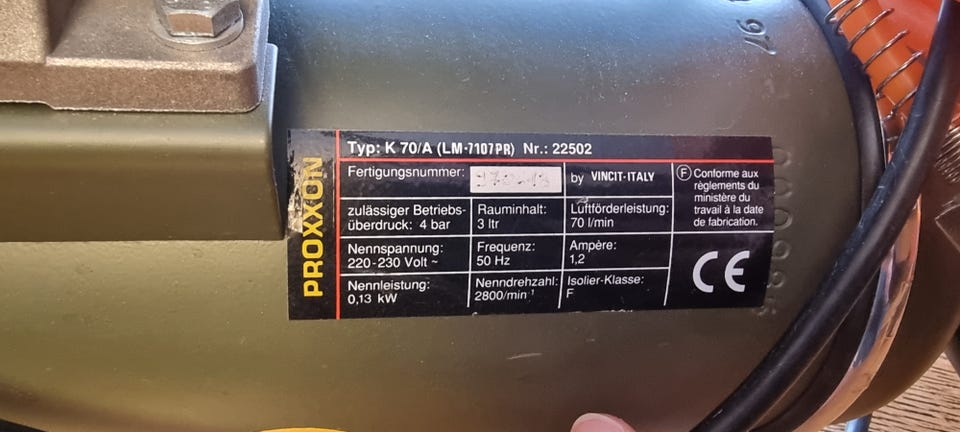 97
PROXXON
Typ: K 70/A (LM-7107PR) Nr.: 22502
Fertigungsnummer:
by VINCIT-ITALY
F Conforme aux
règlements du
ministère du
travail à la date
de fabrication.
zulässiger Betriebs-
überdruck: 4 bar
Rauminhalt:
3 ltr
Luftförderleistung:
70 l/min
Nennspannung:
220-230 Volt ~
Frequenz:
50 Hz
Ampère:
1,2
CE
Nennleistung:
0,13 kW
Nenndrehzahl:
2800/min⁻¹
Isolier-Klasse:
F